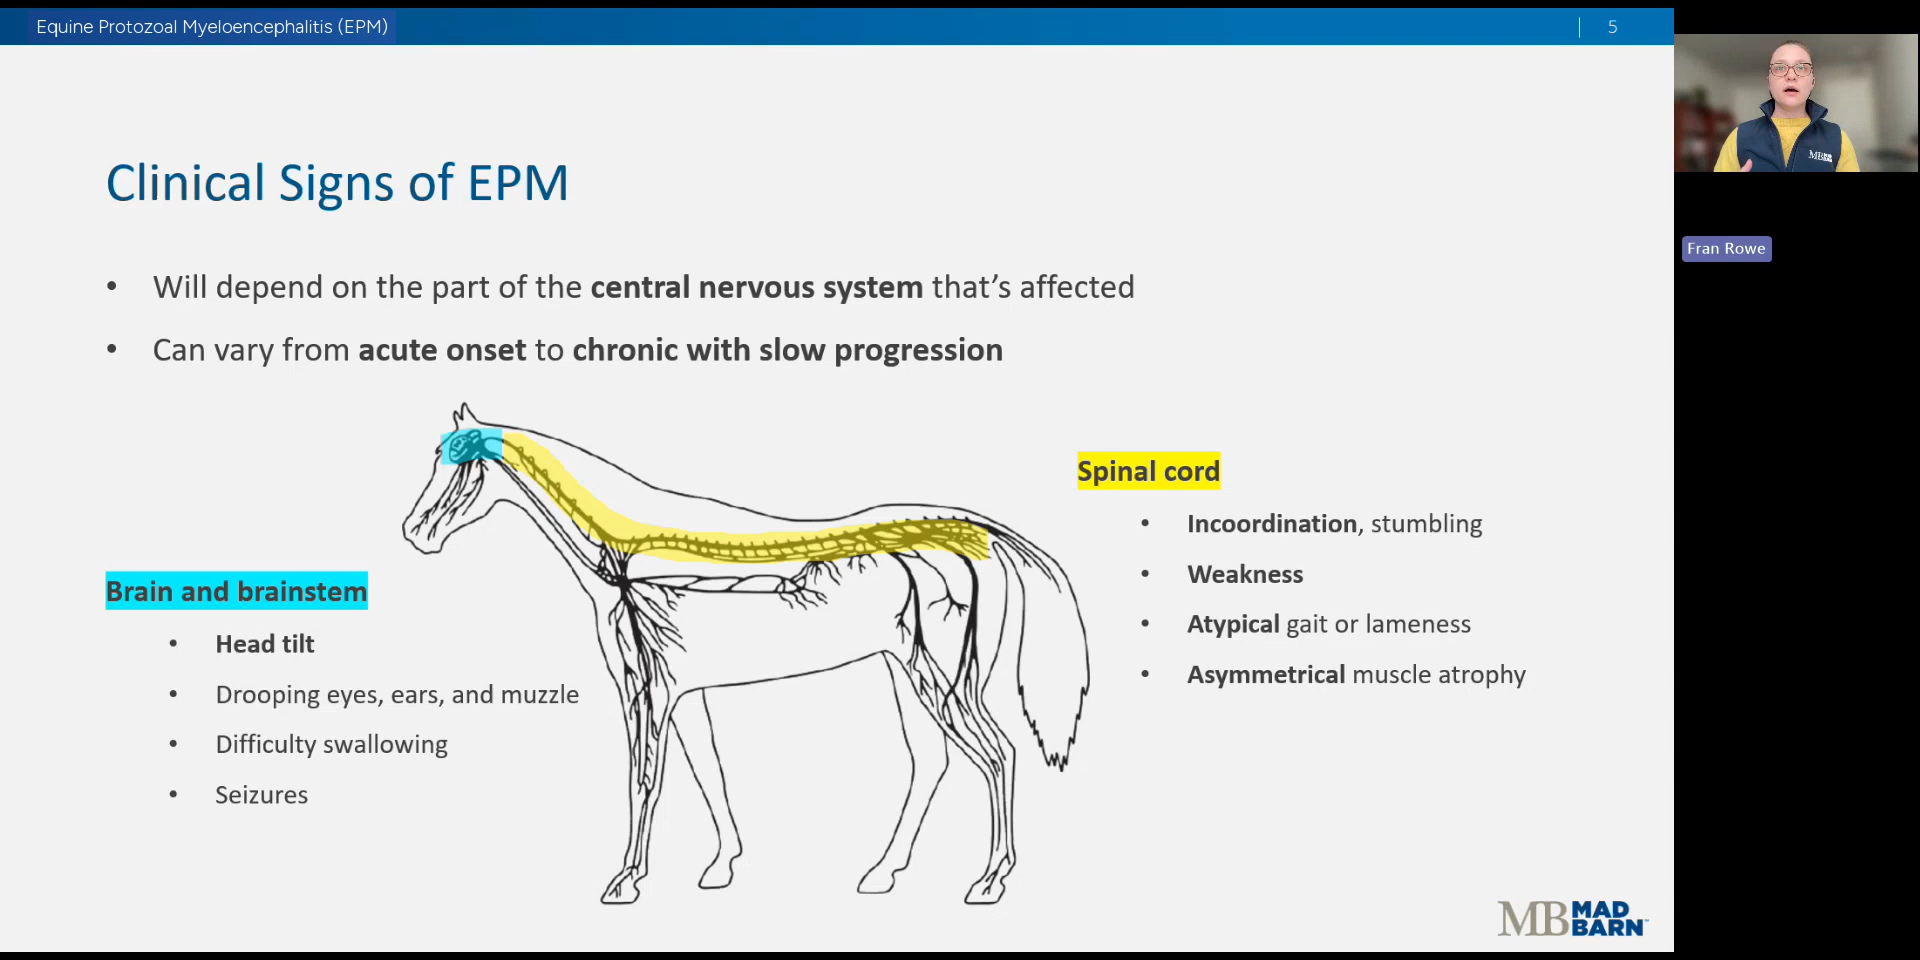 Equine Protozoal Myeloencephalitis (EPM)
5
Clinical Signs of EPM
• Will depend on the part of the central nervous system that’s affected
• Can vary from acute onset to chronic with slow progression
Brain and brainstem
• Head tilt
• Drooping eyes, ears, and muzzle
• Difficulty swallowing
• Seizures
Spinal cord
• Incoordination, stumbling
• Weakness
• Atypical gait or lameness
• Asymmetrical muscle atrophy
MB MAD
BARN™
MB MAD
BARN
Fran Rowe